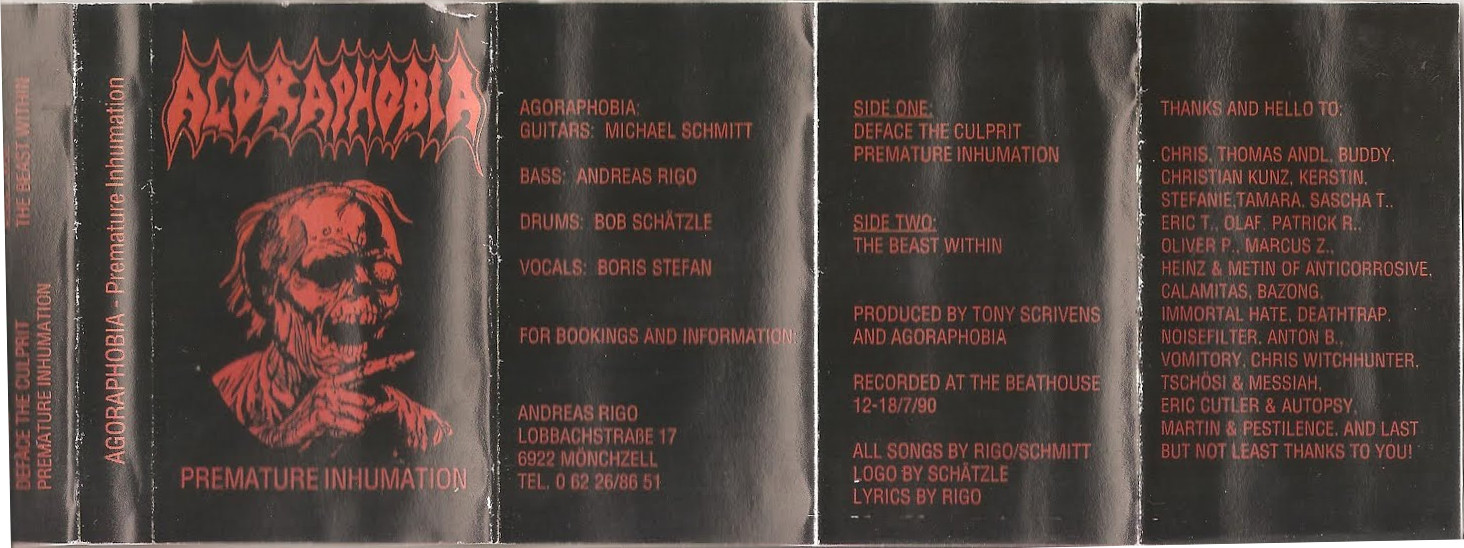 THE BEAST WITHIN
DEFACE THE CULPRIT
PREMATURE INHUMATION
AGORAPHOBIA - Premature Inhumation
AGORAPHOBIA
PREMATURE INHUMATION
AGORAPHOBIA:
GUITARS: MICHAEL SCHMITT
BASS: ANDREAS RIGO
DRUMS: BOB SCHÄTZLE
VOCALS: BORIS STEFAN
FOR BOOKINGS AND INFORMATION:
ANDREAS RIGO
LOBBACHSTRAßE 17
6922 MÖNCHZELL
TEL. 0 62 26/86 51
SIDE ONE:
DEFACE THE CULPRIT
PREMATURE INHUMATION
SIDE TWO:
THE BEAST WITHIN
PRODUCED BY TONY SCRIVENS
AND AGORAPHOBIA
RECORDED AT THE BEATHOUSE
12-18/7/90
ALL SONGS BY RIGO/SCHMITT
LOGO BY SCHÄTZLE
LYRICS BY RIGO
THANKS AND HELLO TO:
CHRIS, THOMAS ANDL, BUDDY,
CHRISTIAN KUNZ, KERSTIN,
STEFANIE,TAMARA, SASCHA T.,
ERIC T., OLAF, PATRICK R.,
OLIVER P., MARCUS Z.,
HEINZ & METIN OF ANTICORROSIVE,
CALAMITAS, BAZONG,
IMMORTAL HATE, DEATHTRAP,
NOISEFILTER, ANTON B.,
VOMITORY, CHRIS WITCHHUNTER,
TSCHÖSI & MESSIAH,
ERIC CUTLER & AUTOPSY,
MARTIN & PESTILENCE, AND LAST
BUT NOT LEAST THANKS TO YOU!